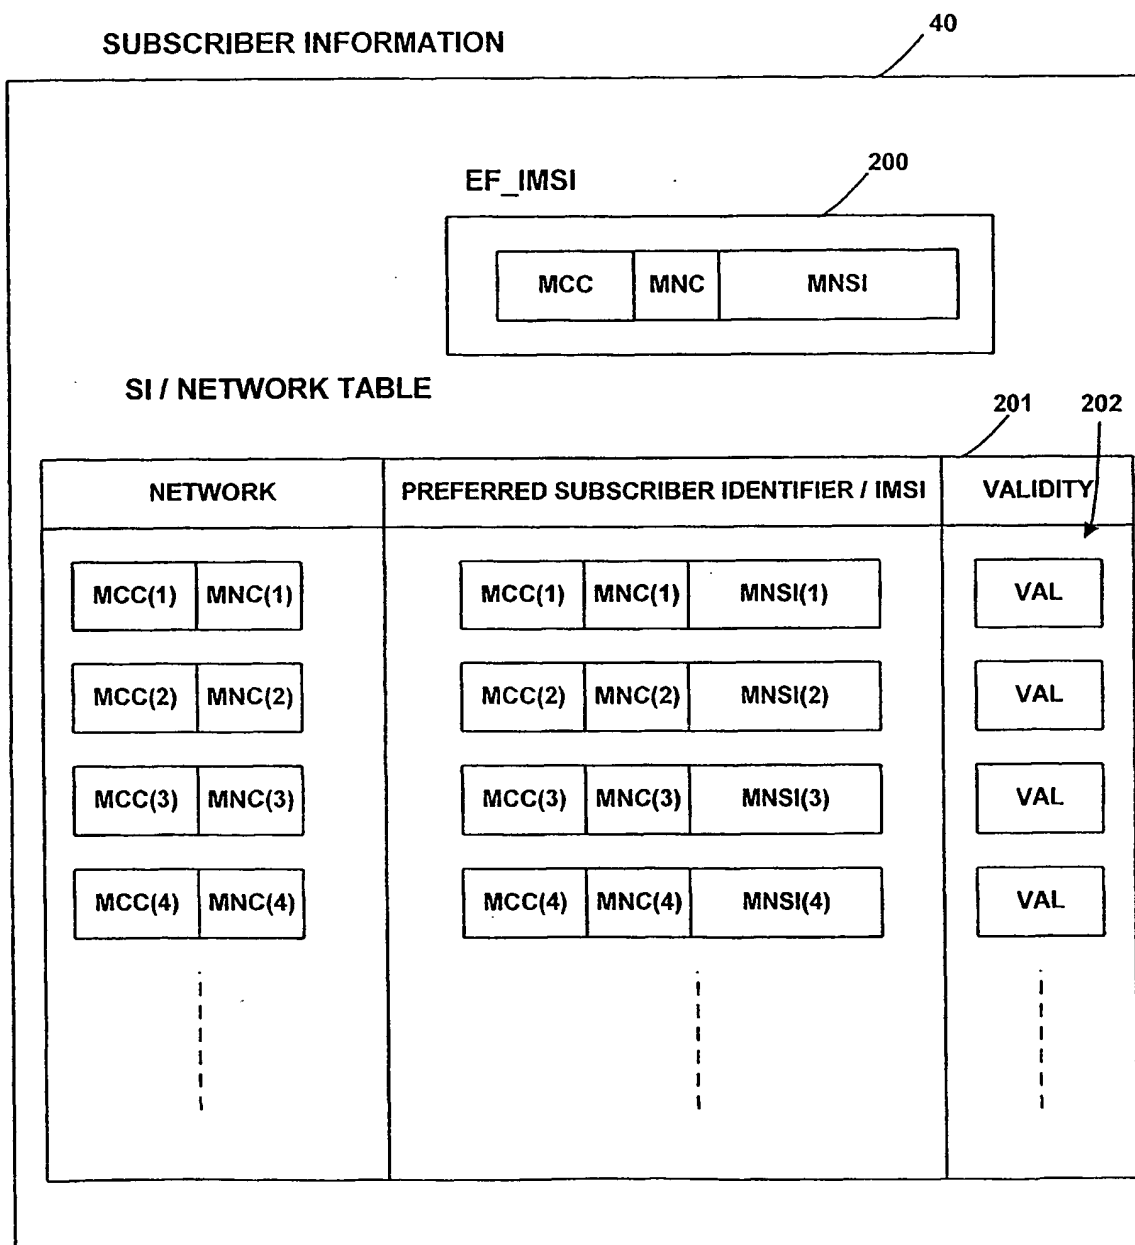 SUBSCRIBER INFORMATION
40
EF_IMSI
200
MCC MNC MNSI
SI / NETWORK TABLE
201
202
NETWORK PREFERRED SUBSCRIBER IDENTIFIER / IMSI VALIDITY
MCC(1) MNC(1) MCC(1) MNC(1) MNSI(1) VAL
MCC(2) MNC(2) MCC(2) MNC(2) MNSI(2) VAL
MCC(3) MNC(3) MCC(3) MNC(3) MNSI(3) VAL
MCC(4) MNC(4) MCC(4) MNC(4) MNSI(4) VAL